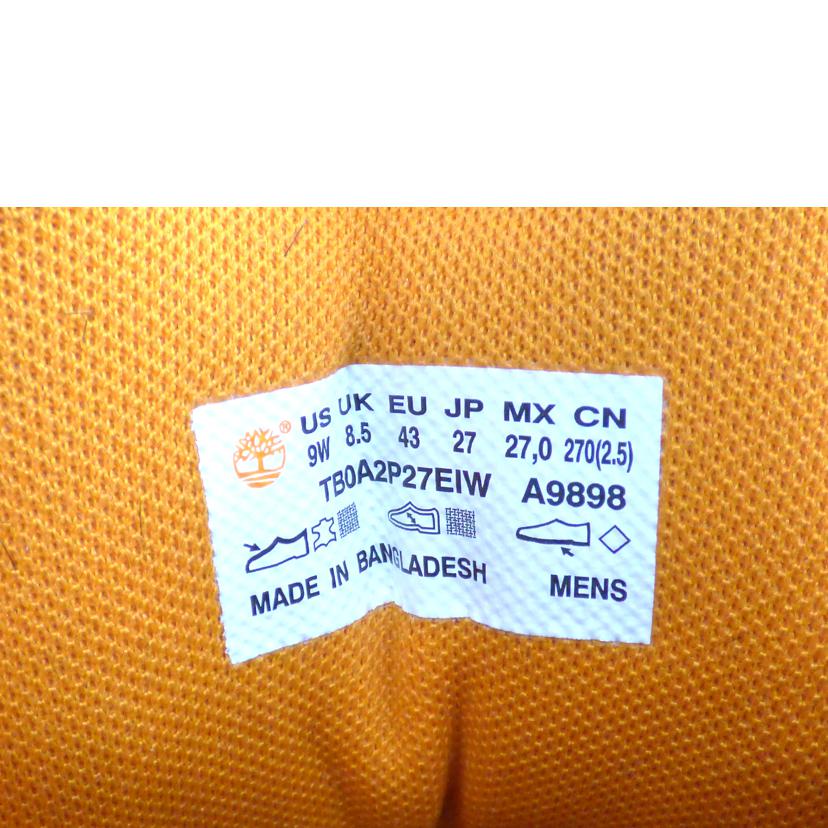 ® US UK EU JP MX CN
9W 8.5 43 27 27,0 270(2.5)
TB0A2P27EIW A9898
MADE IN BANGLADESH MENS